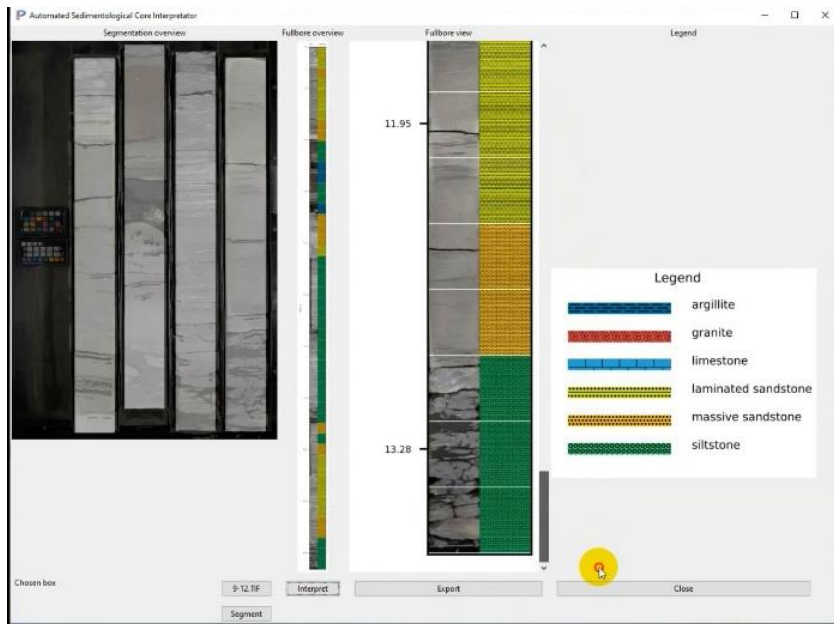 Automated Sedimentological Core Interpretator
Segmentation overview
Fullbore overview
Fullbore view
Legend
11.95
13.28
Legend
argillite
granite
limestone
laminated sandstone
massive sandstone
siltstone
Chosen box
9-12.TIF
Interpret
Export
Close
Segment